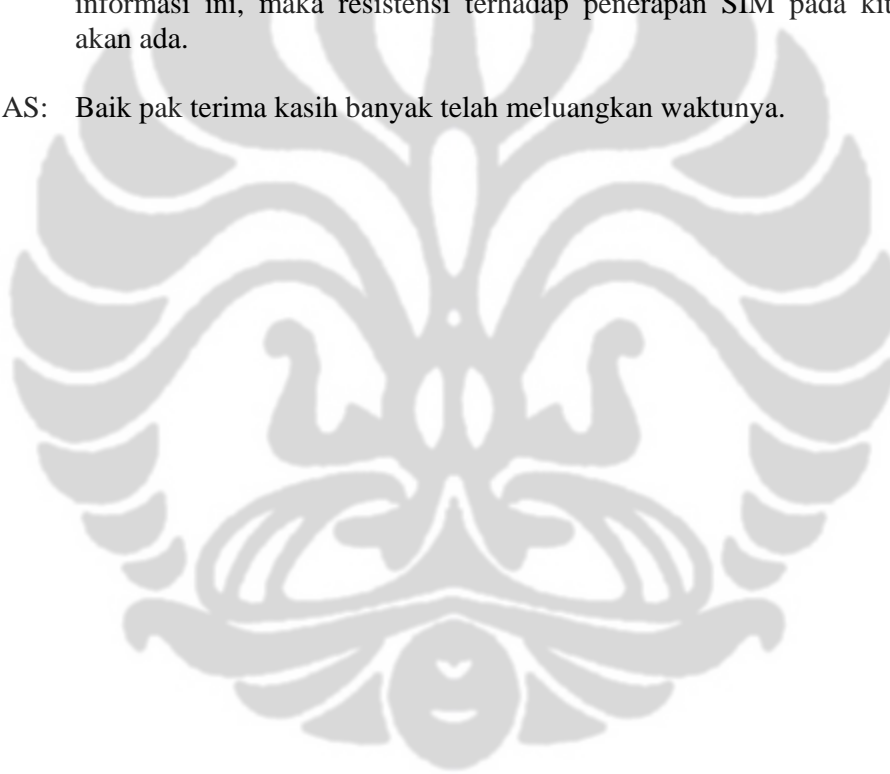 informasi ini, maka resistensi terhadap penerapan SIM pada kit
akan ada.
AS: Baik pak terima kasih banyak telah meluangkan waktunya.